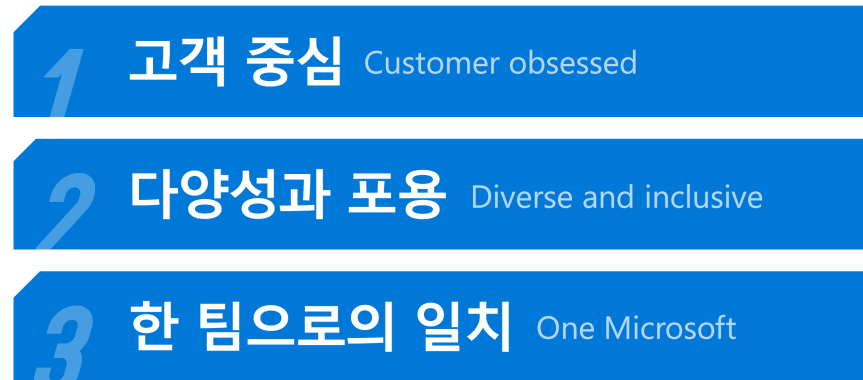 1 고객 중심 Customer obsessed
2 다양성과 포용 Diverse and inclusive
3 한 팀으로의 일치 One Microsoft